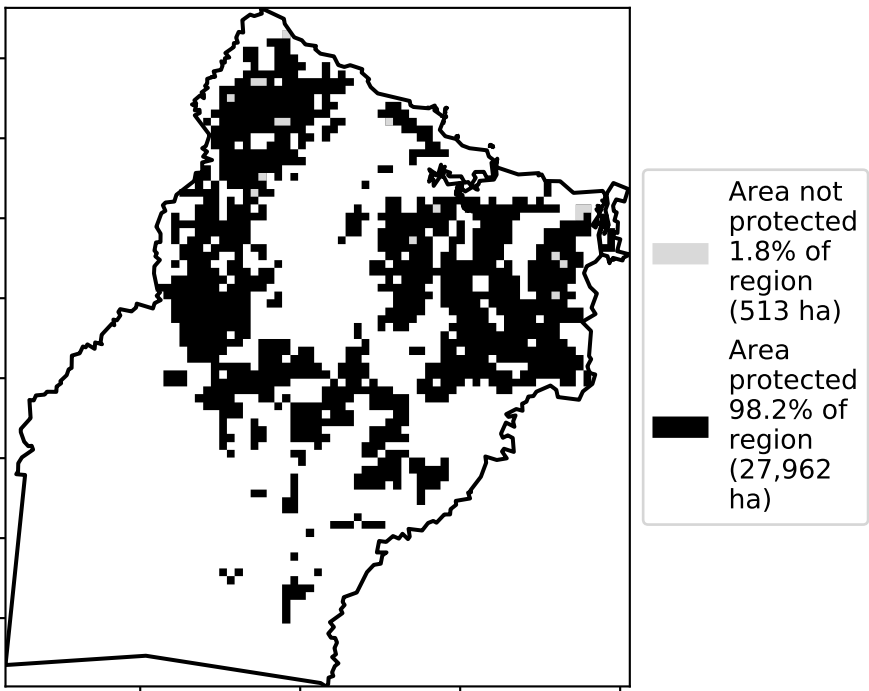 Area not
protected
1.8% of
region
(513 ha)
Area
protected
98.2% of
region
(27,962
ha)